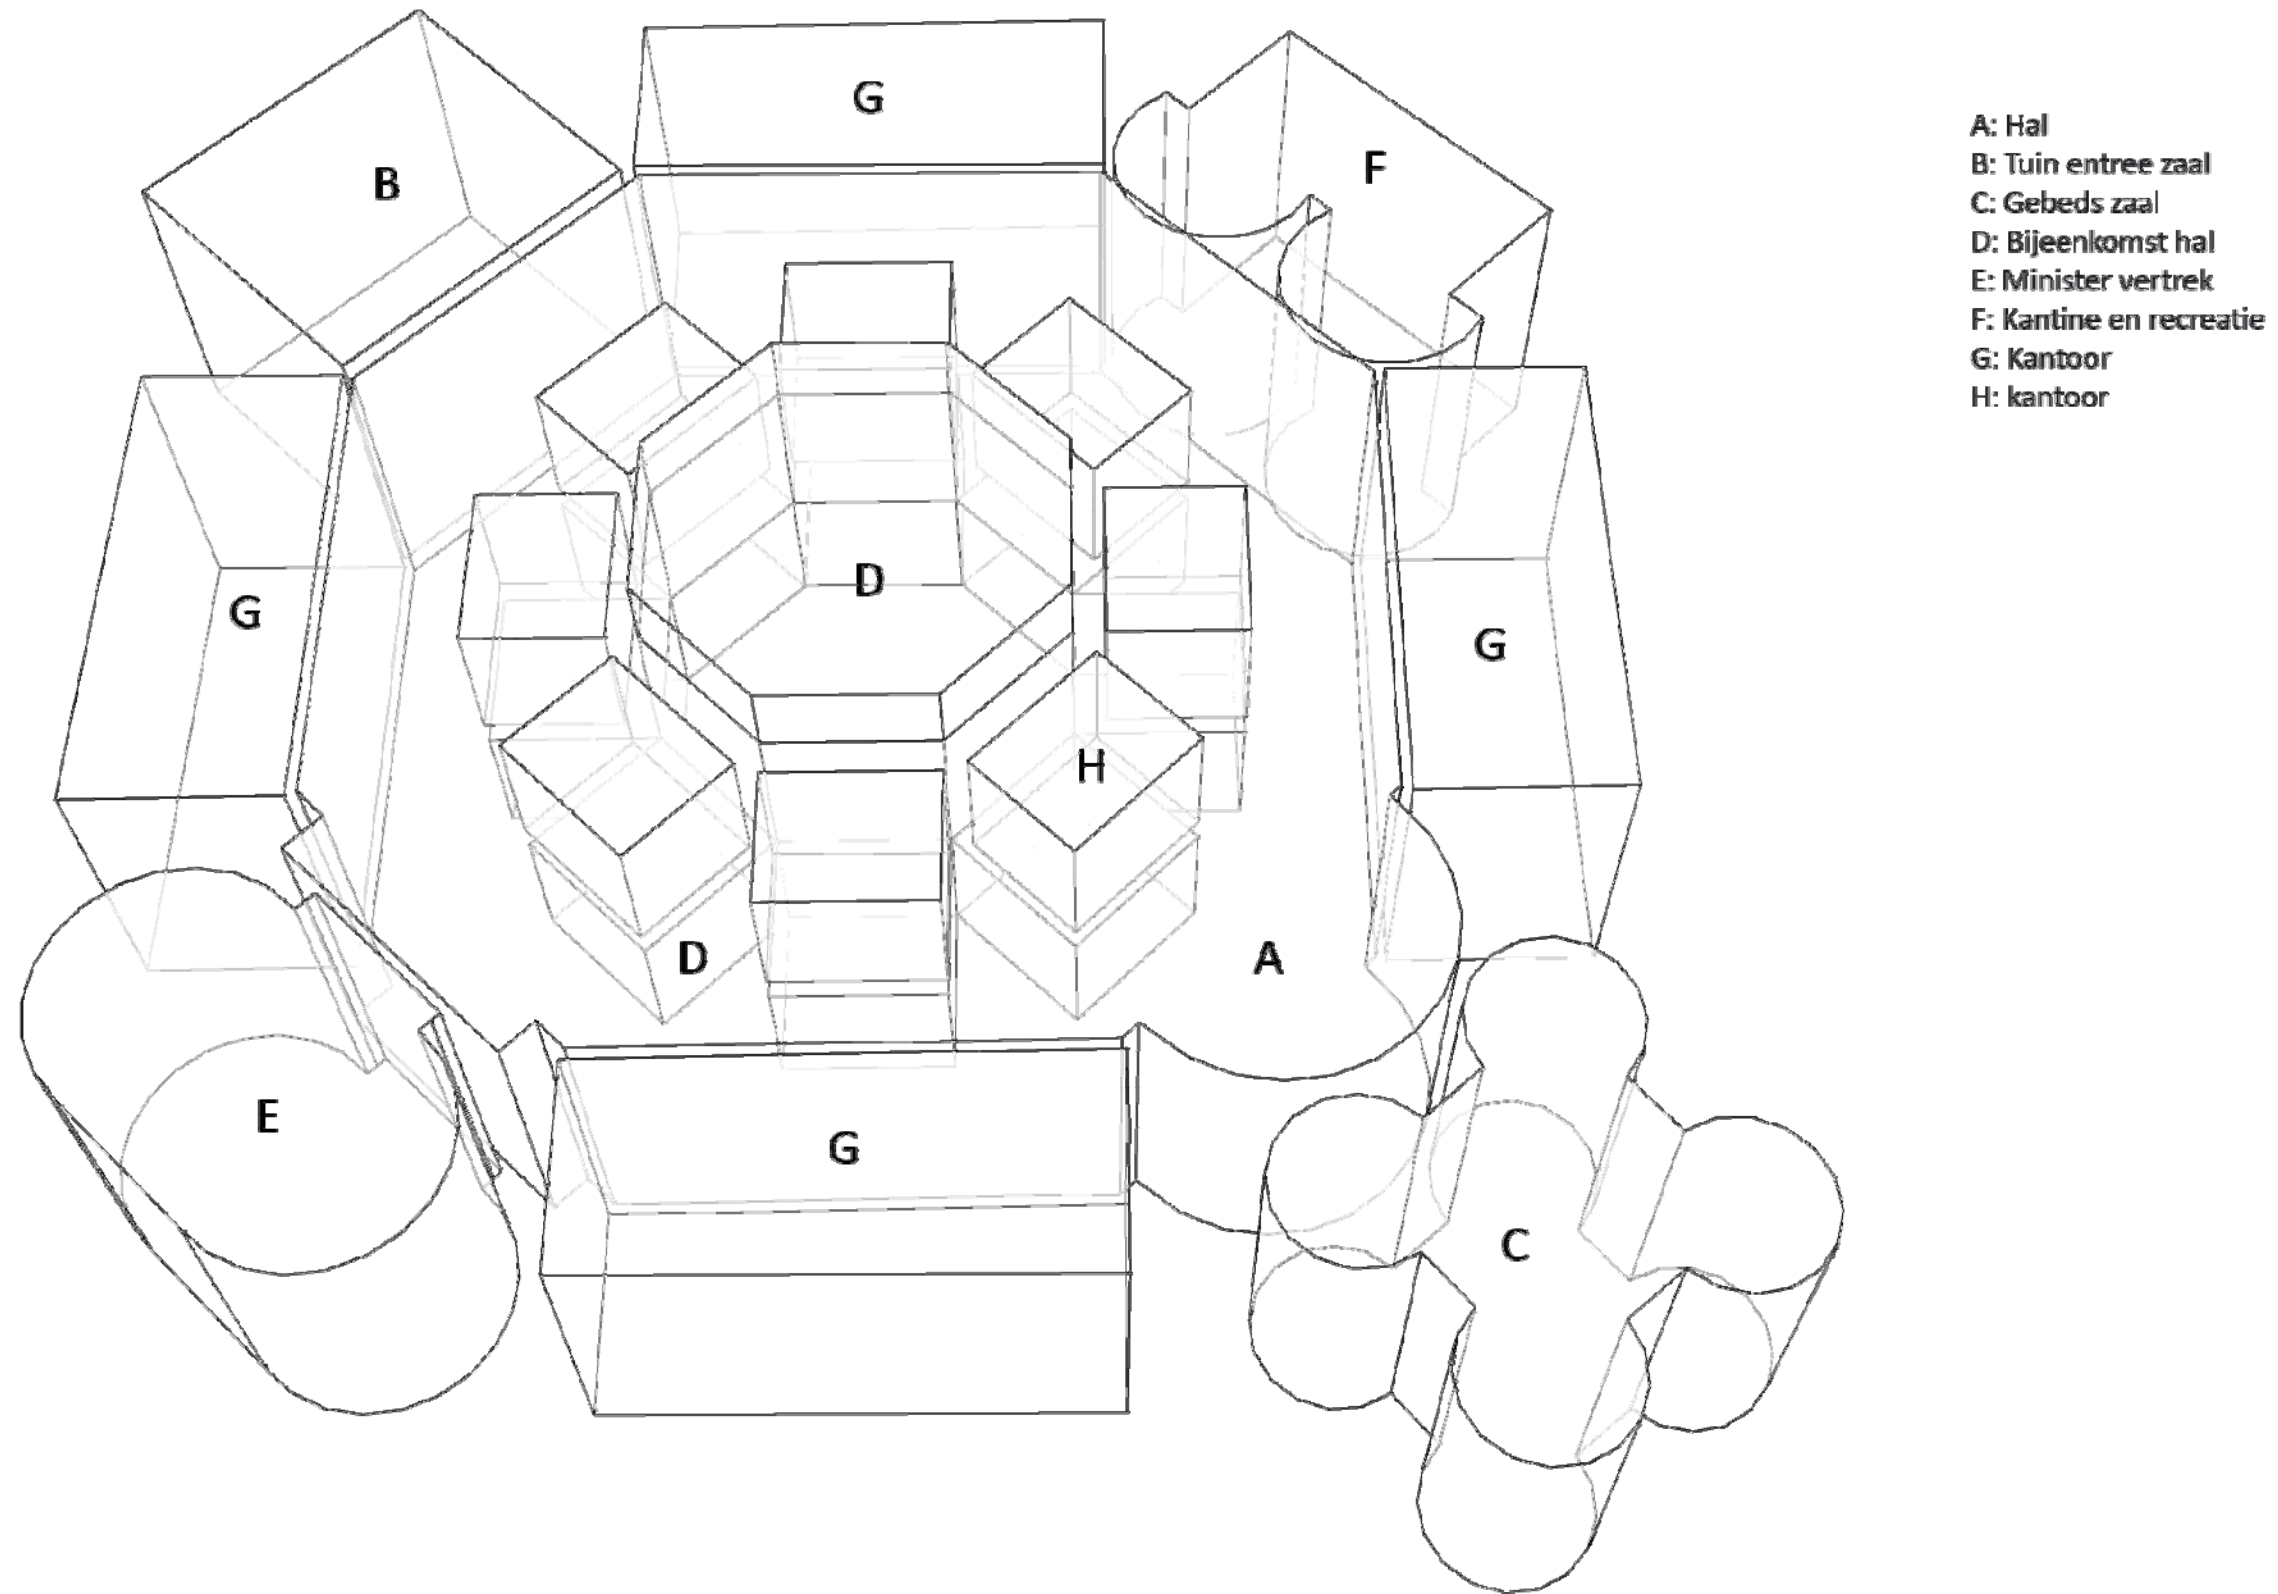 G
F
B
A: Hal
B: Tuin entree zaal
C: Gebeds zaal
D: Bijeenkomst hal
E: Minister vertrek
F: Kantine en recreatie
G: Kantoor
H: kantoor
D
G
G
H
D
A
E
G
C